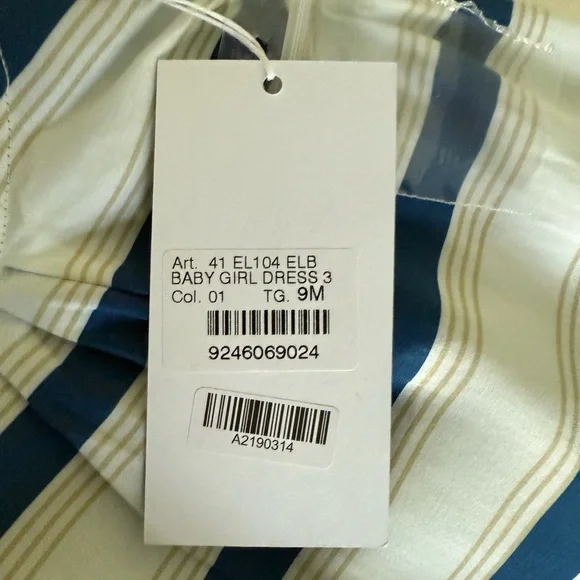 Art. 41 EL104 ELB
BABY GIRL DRESS 3
Col. 01 TG. 9M
9246069024
A2190314